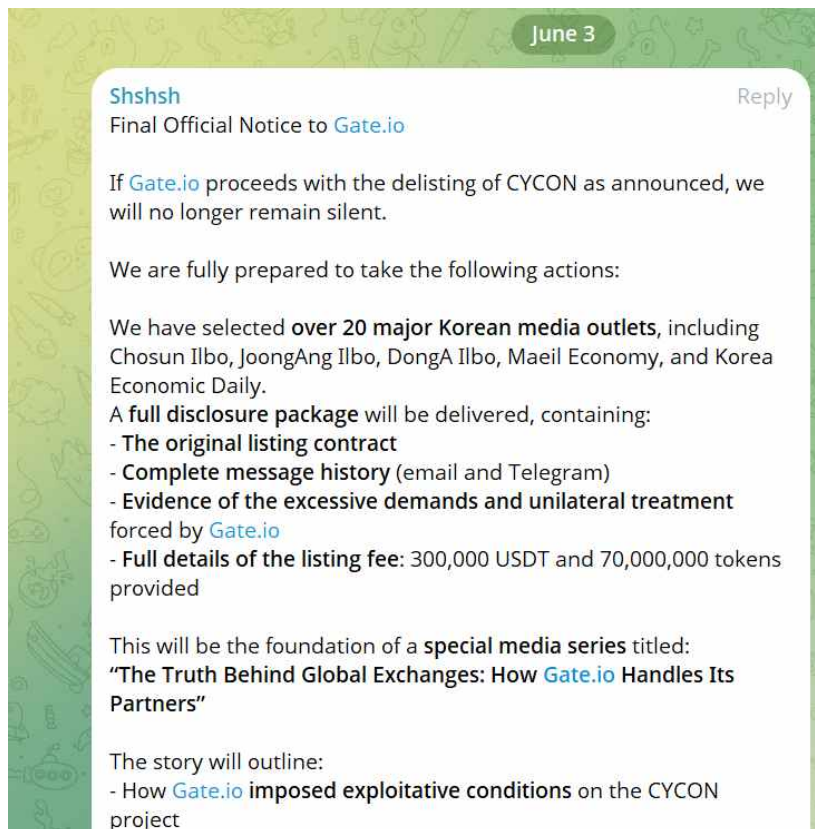 June 3
Shshsh
Reply
Final Official Notice to Gate.io
If Gate.io proceeds with the delisting of CYCON as announced, we
will no longer remain silent.
We are fully prepared to take the following actions:
We have selected over 20 major Korean media outlets, including
Chosun Ilbo, JoongAng Ilbo, DongA Ilbo, Maeil Economy, and Korea
Economic Daily.
A full disclosure package will be delivered, containing:
- The original listing contract
- Complete message history (email and Telegram)
- Evidence of the excessive demands and unilateral treatment
forced by Gate.io
- Full details of the listing fee: 300,000 USDT and 70,000,000 tokens
provided
This will be the foundation of a special media series titled:
“The Truth Behind Global Exchanges: How Gate.io Handles Its
Partners”
The story will outline:
- How Gate.io imposed exploitative conditions on the CYCON
project